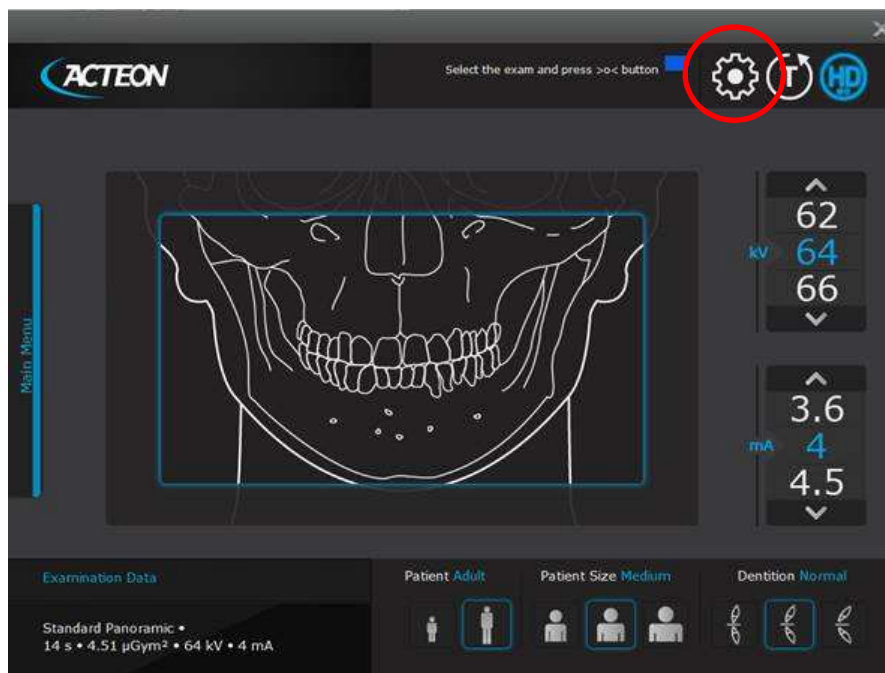 ACTEON
Select the exam and press >o< button
T
HD
Main Menu
62
kV 64
66
3.6
mA 4
4.5
Examination Data
Standard Panoramic •
14 s • 4.51 µGym² • 64 kV • 4 mA
Patient Adult
Patient Size Medium
Dentition Normal